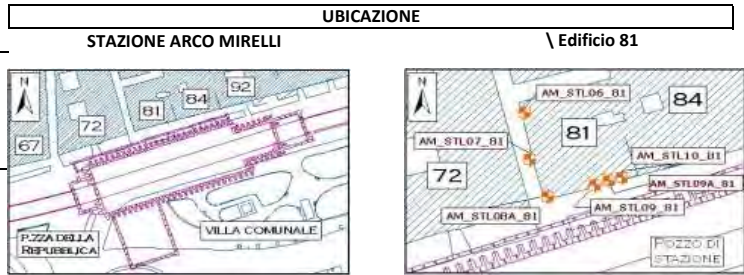 UBICAZIONE
STAZIONE ARCO MIRELLI
\ Edificio 81
N
92
84
81
72
67
VILLA COMUNALE
P.ZZA DELLA
REPUBBLICA
N
AM_STL06_81
84
81
AM_STL07_81
AM_STL10_81
72
AM_STL09A_81
AM_STL08A_81
AM_STL09_81
POZZO DI
STAZIONE